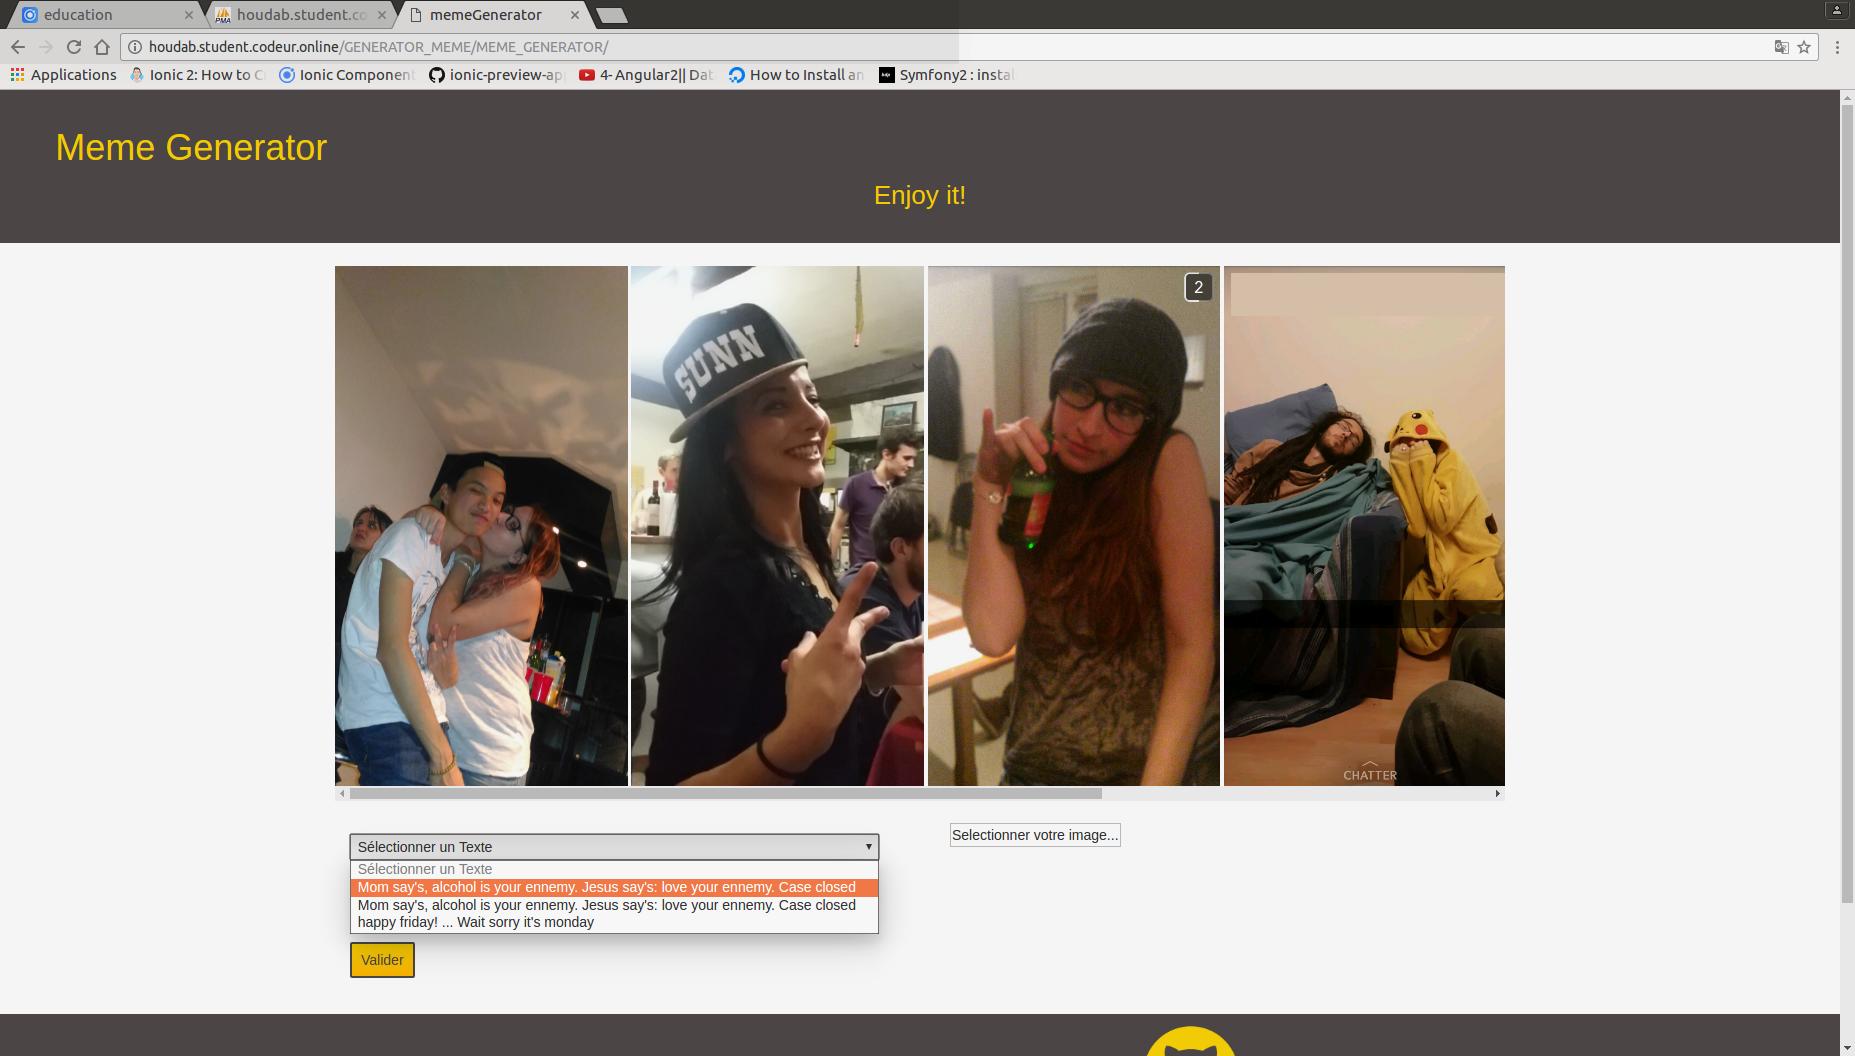 education
houdab.student.co
memeGenerator
houdab.student.codeur.online/GENERATOR_MEME/MEME_GENERATOR/
Applications
Ionic 2: How to C
Ionic Component
ionic-preview-ap
4- Angular2|| Dat
How to Install an
Symfony2 : instal
Meme Generator
Enjoy it!
SUNN
2
CHATTER
Selectionner votre image...
Sélectionner un Texte
Sélectionner un Texte
Mom say's, alcohol is your ennemy. Jesus say's: love your ennemy. Case closed
Mom say's, alcohol is your ennemy. Jesus say's: love your ennemy. Case closed
happy friday! ... Wait sorry it's monday
Valider